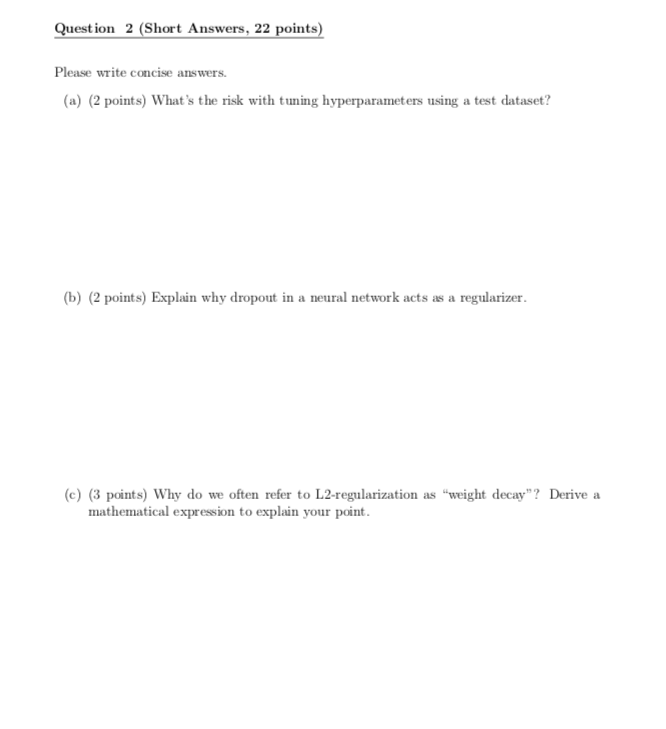 Question 2 (Short Answers, 22 points)
Please write concise answers.
(a) (2 points) What's the risk with tuning hyperparameters using a test dataset?
(b) (2 points) Explain why dropout in a neural network acts as a regularizer.
(c) (3 points) Why do we often refer to L2-regularization as “weight decay”? Derive a
mathematical expression to explain your point.